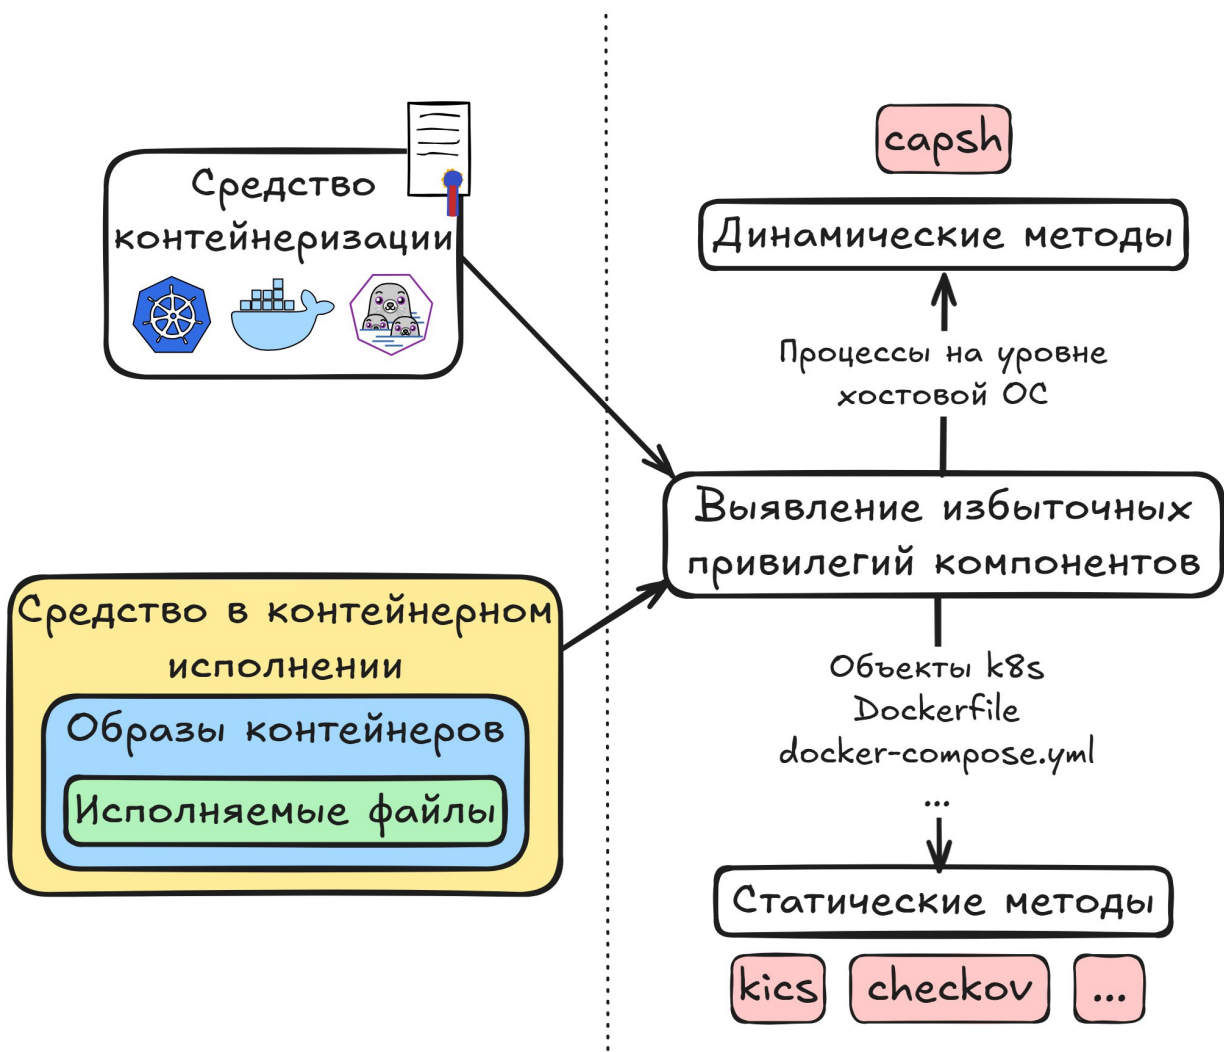 Средство
контейнеризации
Средство в контейнерном
исполнении
Образы контейнеров
Исполняемые файлы
capsh
Динамические методы
Процессы на уровне
хостовой ОС
Выявление избыточных
привилегий компонентов
Объекты k8s
Dockerfile
docker-compose.yml
...
Статические методы
kics
checkov
...